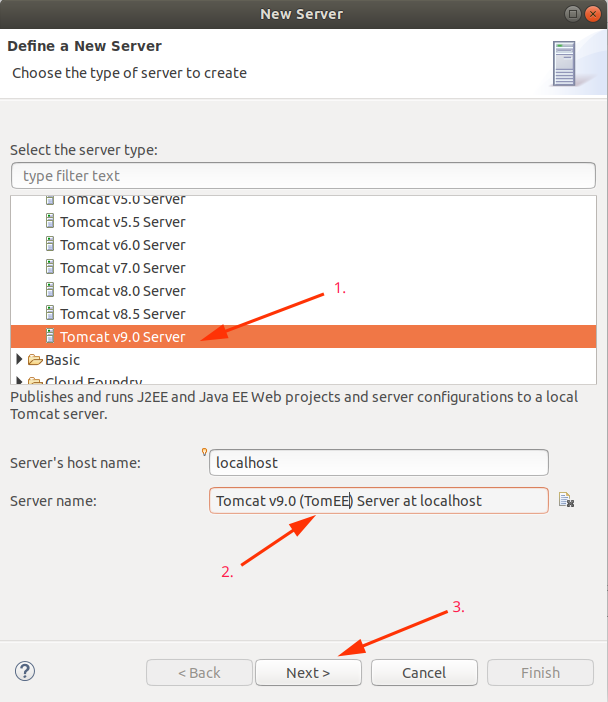 New Server
Define a New Server
Choose the type of server to create
Select the server type:
type filter text
Tomcat v5.0 Server
Tomcat v5.5 Server
Tomcat v6.0 Server
Tomcat v7.0 Server
1.
Tomcat v8.0 Server
Tomcat v8.5 Server
Tomcat v9.0 Server
Basic
Cloud Foundry
Publishes and runs J2EE and Java EE Web projects and server configurations to a local
Tomcat server.
Server's host name: localhost
Server name: Tomcat v9.0 (TomEE) Server at localhost
2.
3.
? < Back Next > Cancel Finish